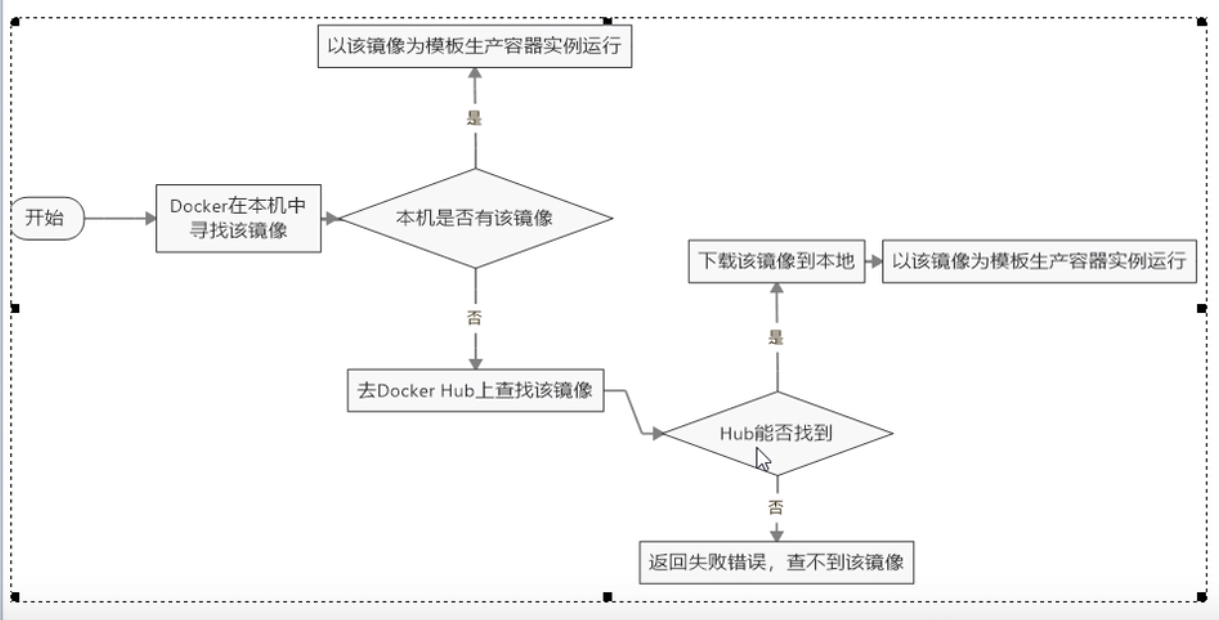 以该镜像为模板生产容器实例运行
是
开始
Docker在本机中
寻找该镜像
本机是否有该镜像
否
去Docker Hub上查找该镜像
下载该镜像到本地
以该镜像为模板生产容器实例运行
是
Hub能否找到
否
返回失败错误，查不到该镜像